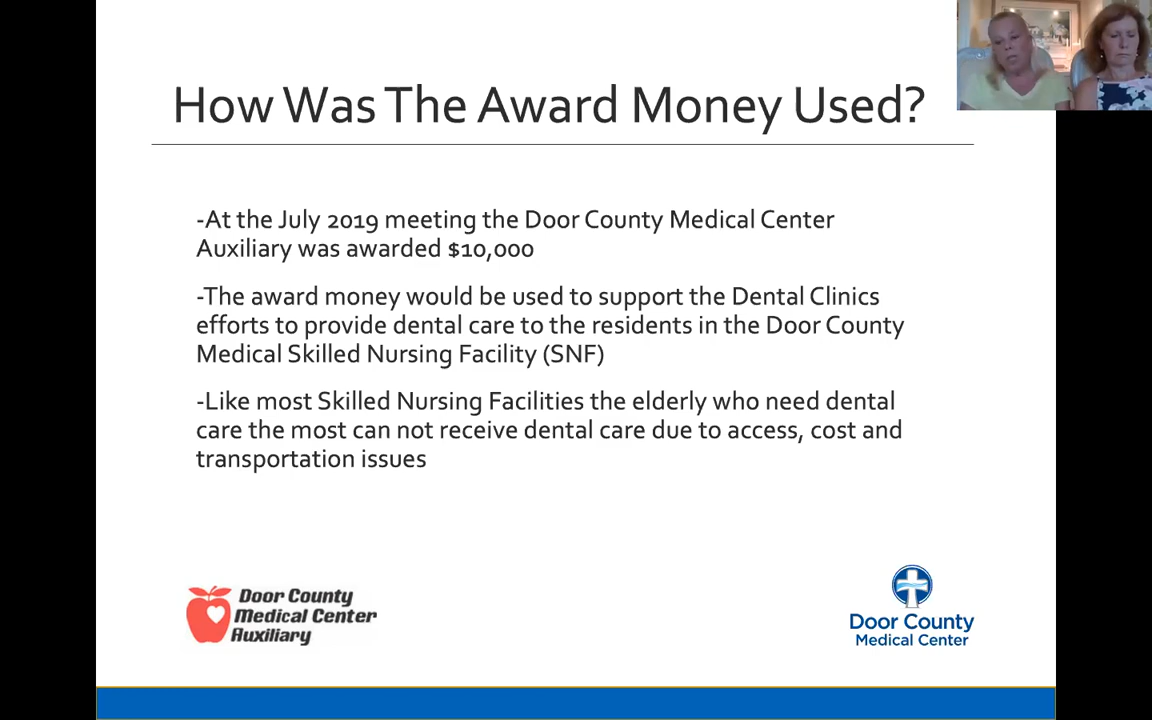 How Was The Award Money Used?
-At the July 2019 meeting the Door County Medical Center
Auxiliary was awarded $10,000
-The award money would be used to support the Dental Clinics
efforts to provide dental care to the residents in the Door County
Medical Skilled Nursing Facility (SNF)
-Like most Skilled Nursing Facilities the elderly who need dental
care the most can not receive dental care due to access, cost and
transportation issues
Door County
Medical Center
Auxiliary
Door County
Medical Center